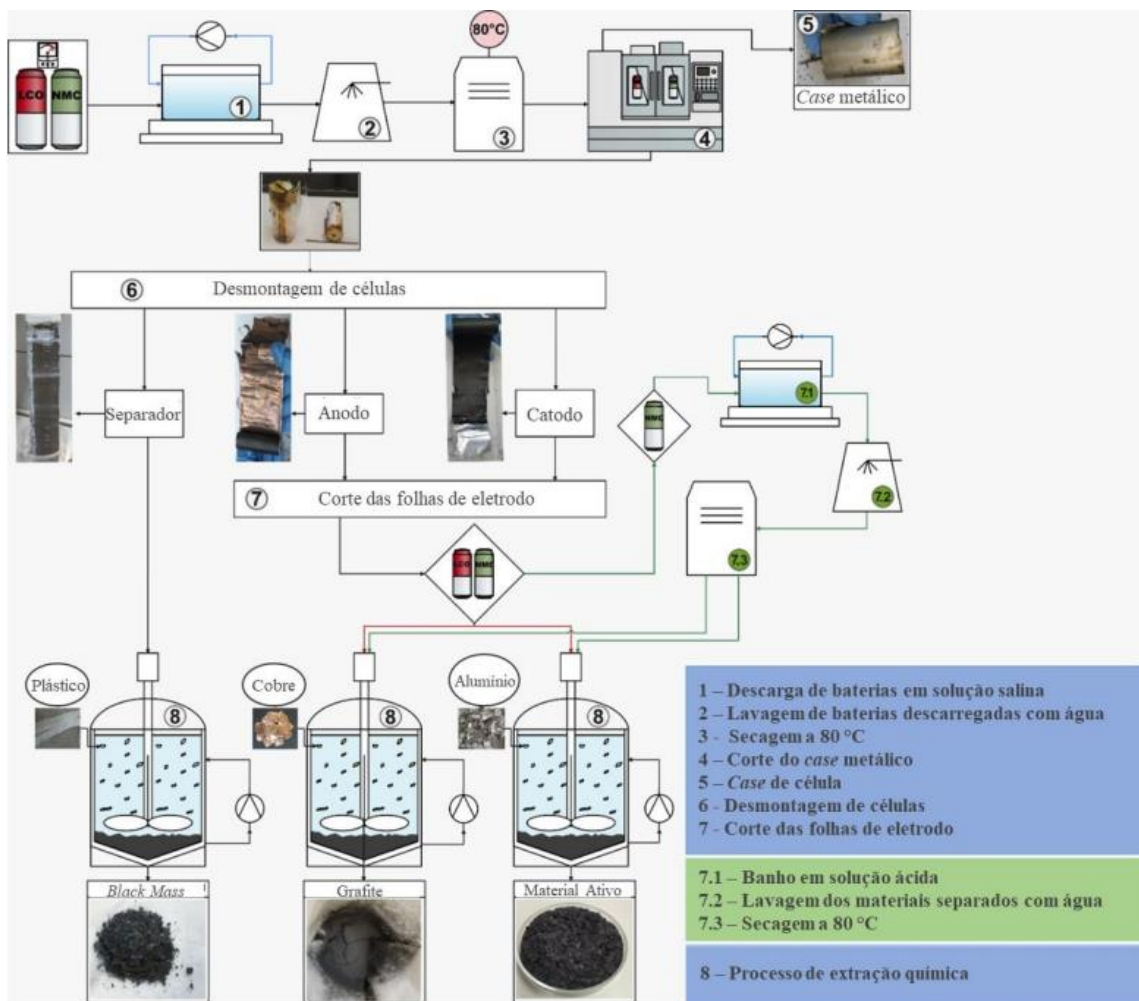 80°C
5
LCO
NMC
1
2
3
4
Case metálico
6 Desmontagem de células
Separador
Anodo
Catodo
NMC
7.1
7.2
7.3
7 Corte das folhas de eletrodo
LCO
NMC
Plástico
8
Cobre
8
Alumínio
8
Black Mass
Grafite
Material Ativo
1 – Descarga de baterias em solução salina
2 – Lavagem de baterias descarregadas com água
3 - Secagem a 80 °C
4 – Corte do case metálico
5 – Case de célula
6 - Desmontagem de células
7 - Corte das folhas de eletrodo
7.1 – Banho em solução ácida
7.2 – Lavagem dos materiais separados com água
7.3 – Secagem a 80 °C
8 – Processo de extração química